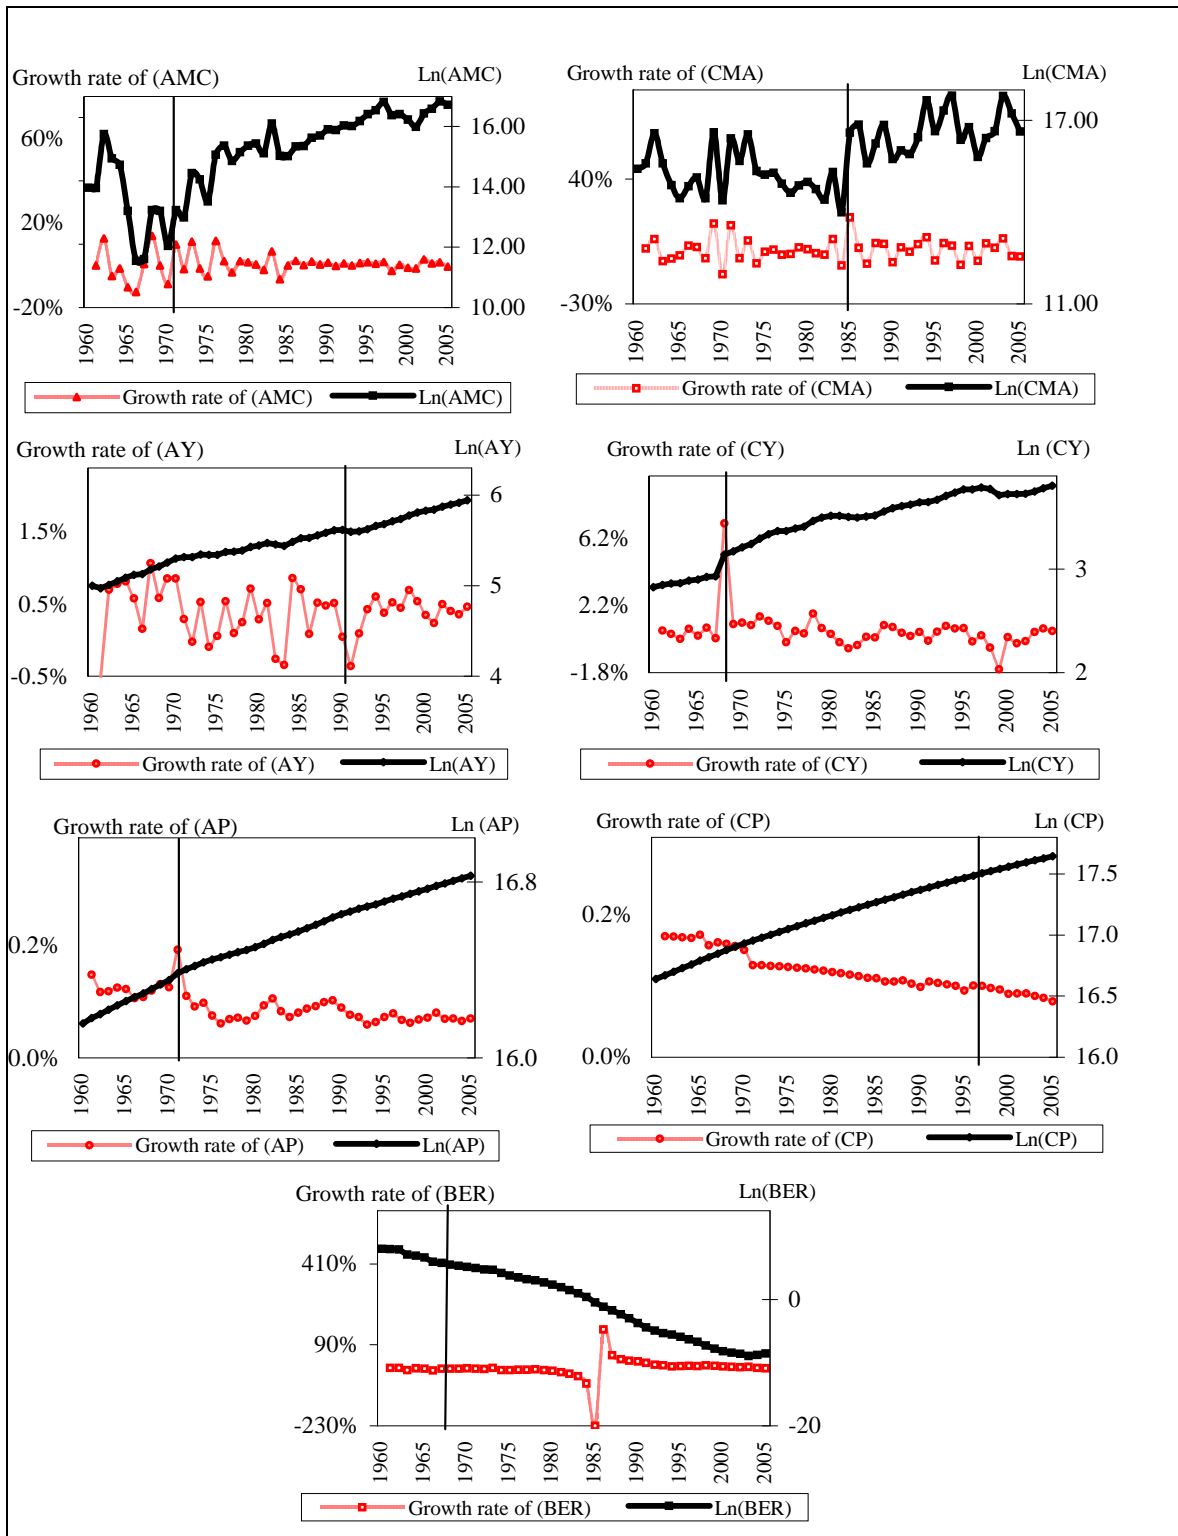 Growth rate of (AMC) Ln(AMC)
60%
20%
-20%
16.00
14.00
12.00
10.00
1960 1965 1970 1975 1980 1985 1990 1995 2000 2005
Growth rate of (AMC) Ln(AMC)
Growth rate of (CMA) Ln(CMA)
40%
-30%
17.00
11.00
1960 1965 1970 1975 1980 1985 1990 1995 2000 2005
Growth rate of (CMA) Ln(CMA)
Growth rate of (AY) Ln(AY)
1.5%
0.5%
-0.5%
6
5
4
1960 1965 1970 1975 1980 1985 1990 1995 2000 2005
Growth rate of (AY) Ln(AY)
Growth rate of (CY) Ln (CY)
6.2%
2.2%
-1.8%
3
2
1960 1965 1970 1975 1980 1985 1990 1995 2000 2005
Growth rate of (CY) Ln(CY)
Growth rate of (AP) Ln (AP)
0.2%
0.0%
16.8
16.0
1960 1965 1970 1975 1980 1985 1990 1995 2000 2005
Growth rate of (AP) Ln(AP)
Growth rate of (CP) Ln (CP)
0.2%
0.0%
17.5
17.0
16.5
16.0
1960 1965 1970 1975 1980 1985 1990 1995 2000 2005
Growth rate of (CP) Ln(CP)
Growth rate of (BER) Ln(BER)
410%
90%
-230%
0
-20
1960 1965 1970 1975 1980 1985 1990 1995 2000 2005
Growth rate of (BER) Ln(BER)